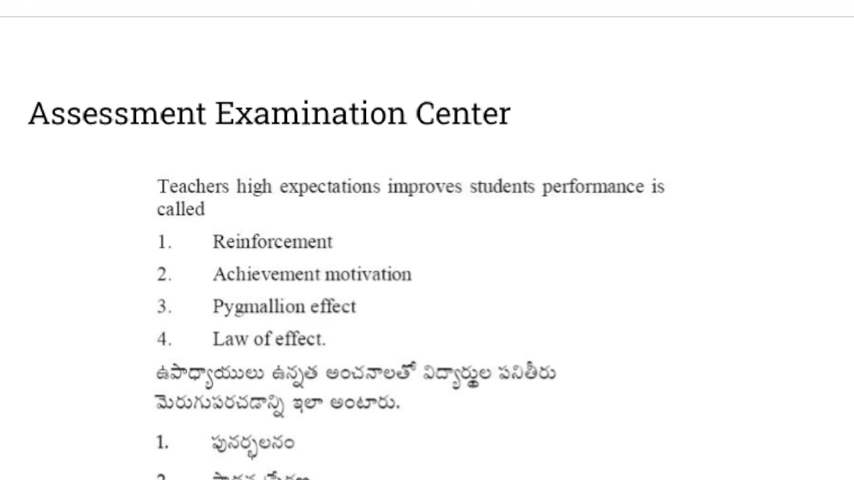 Assessment Examination Center
Teachers high expectations improves students performance is
called
1. Reinforcement
2. Achievement motivation
3. Pygmallion effect
4. Law of effect.
ఉపాధ్యాయులు ఉన్నత అంచనాలతో విద్యార్థుల పనితీరు
మెరుగుపరచడాన్ని ఇలా అంటారు.
1. పునర్భలనం